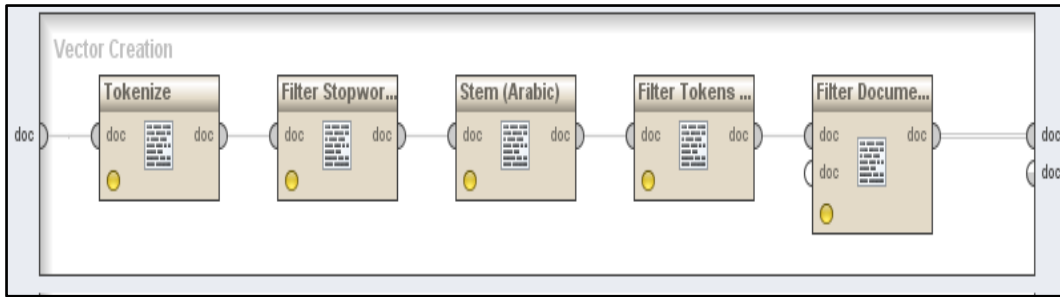 Vector Creation
Tokenize
Filter Stopwor...
Stem (Arabic)
Filter Tokens ...
Filter Docume...
doc
doc
doc
doc
doc
doc
doc
doc
doc
doc
doc
doc
doc
doc